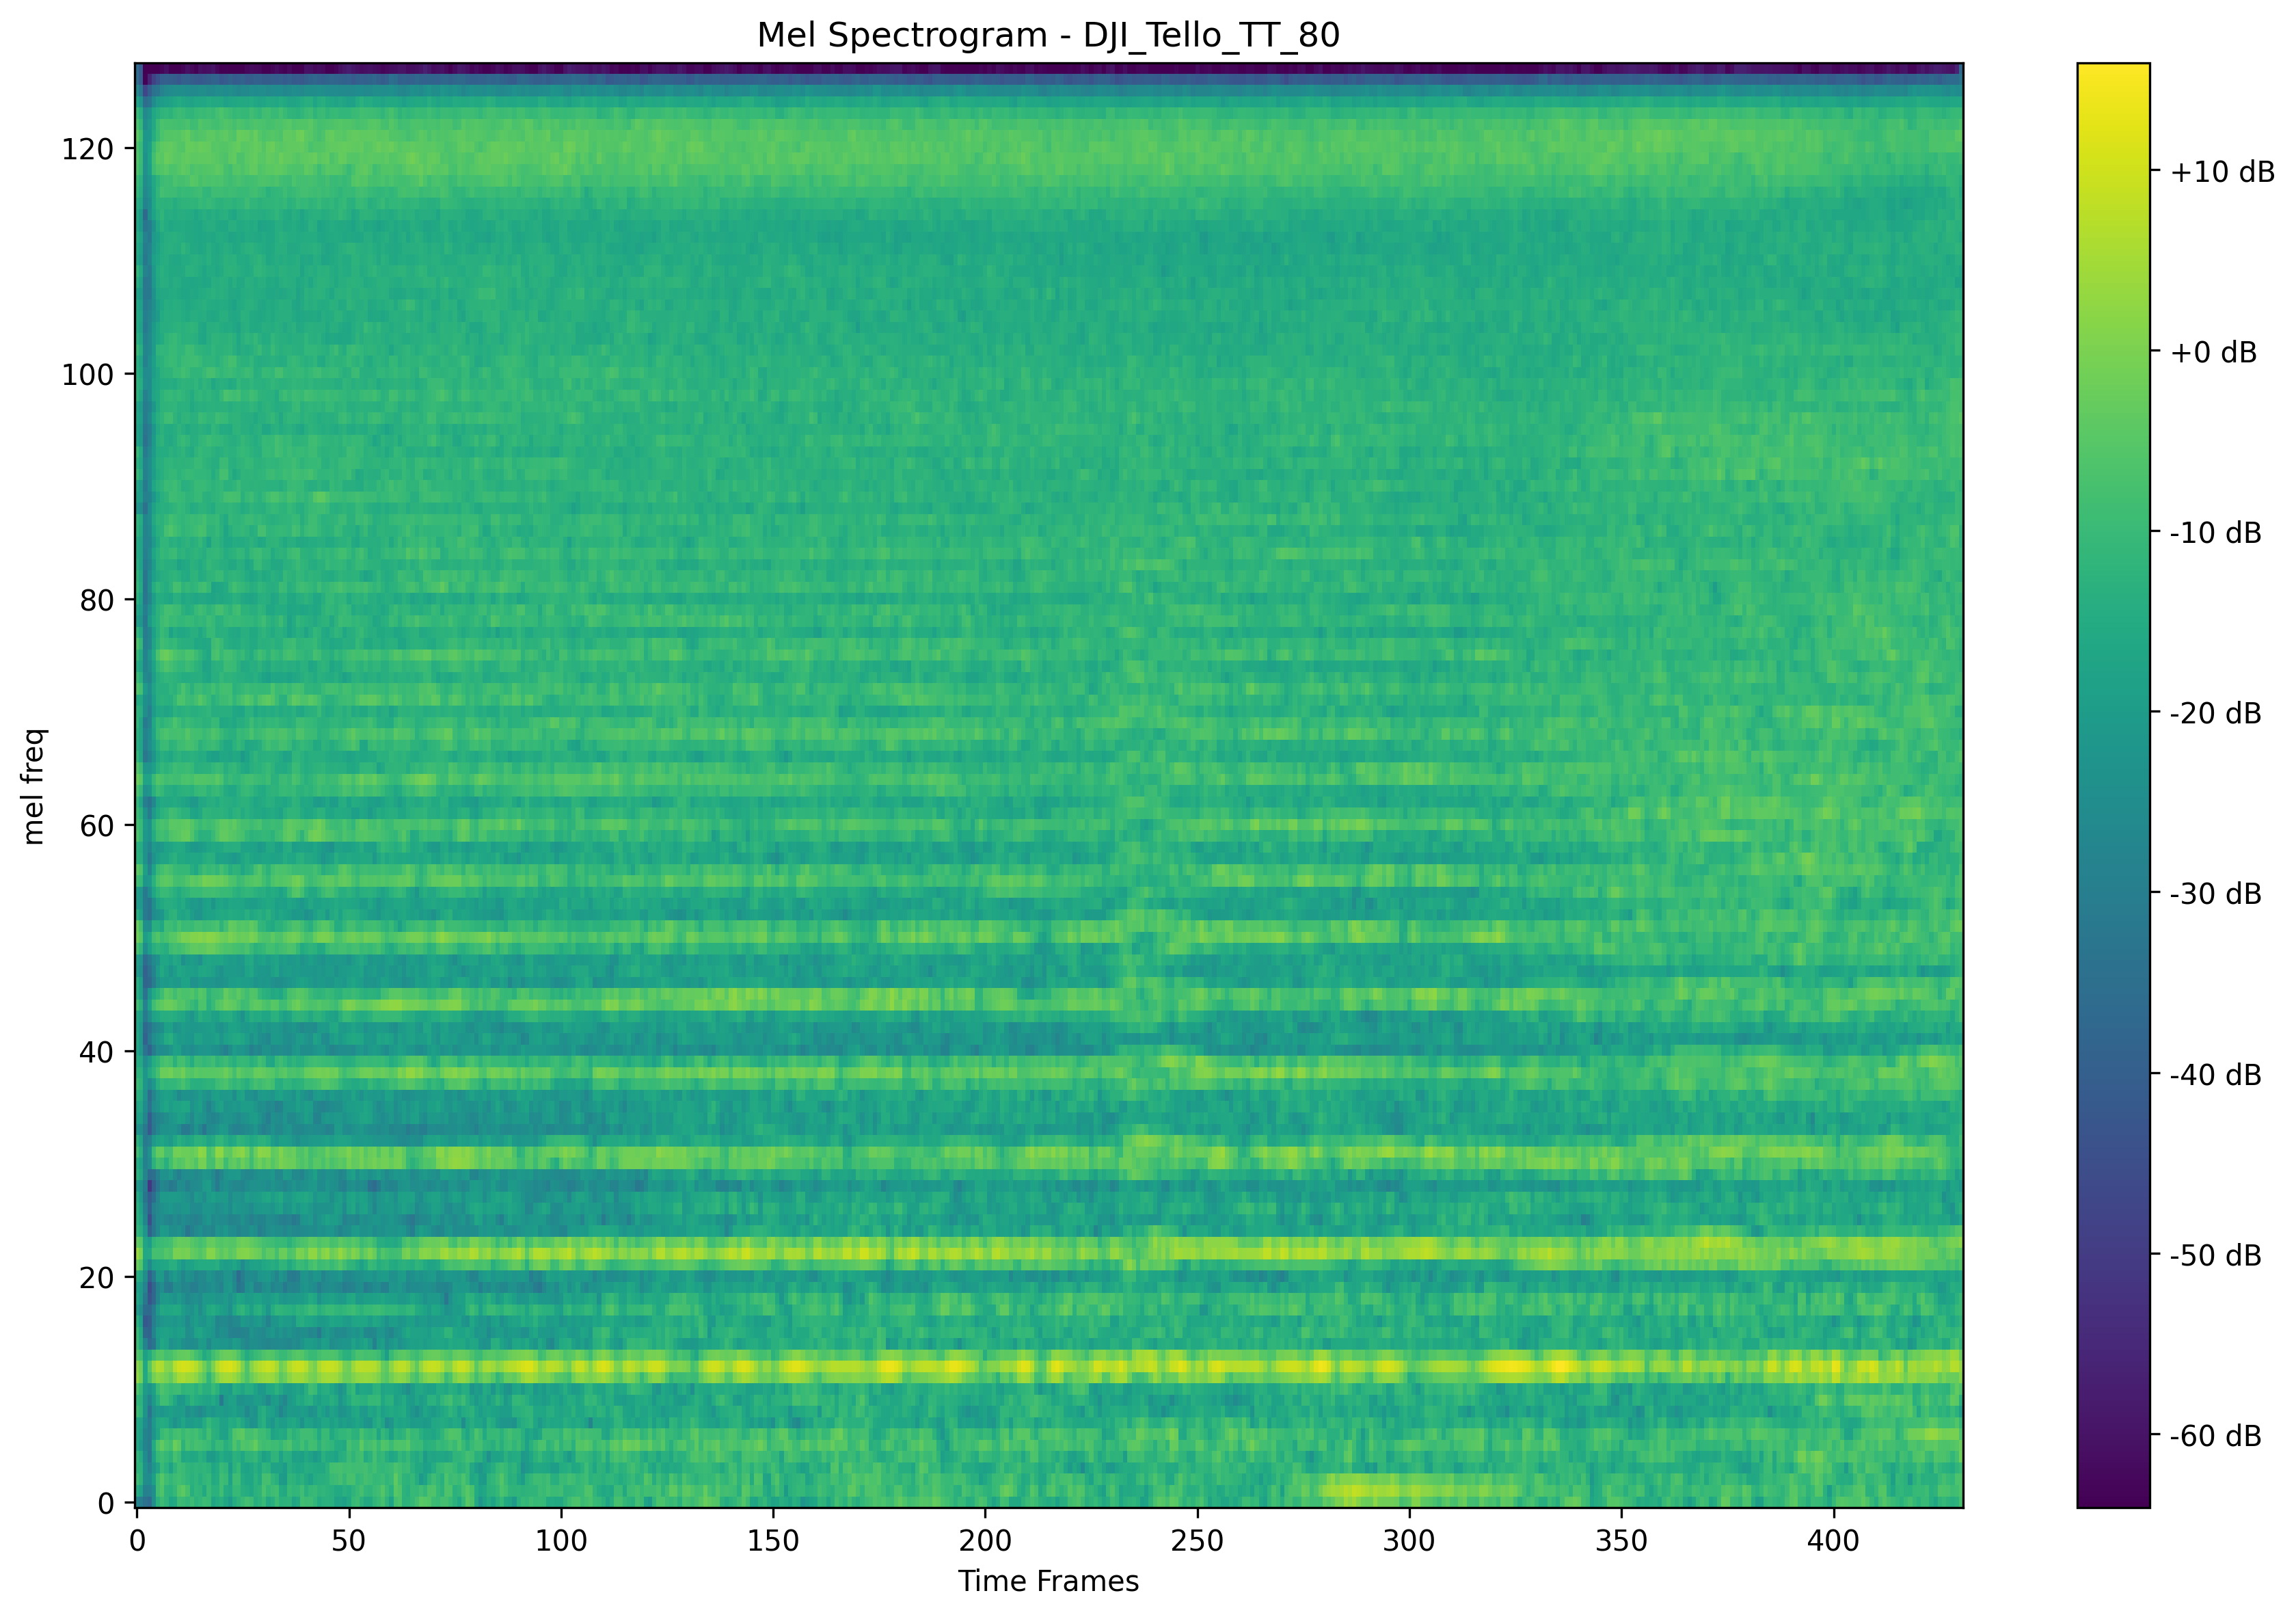 Mel Spectrogram - DJI_Tello_TT_80
mel freq
120
100
80
60
40
20
0
0 50 100 150 200 250 300 350 400
Time Frames
+10 dB
+0 dB
-10 dB
-20 dB
-30 dB
-40 dB
-50 dB
-60 dB